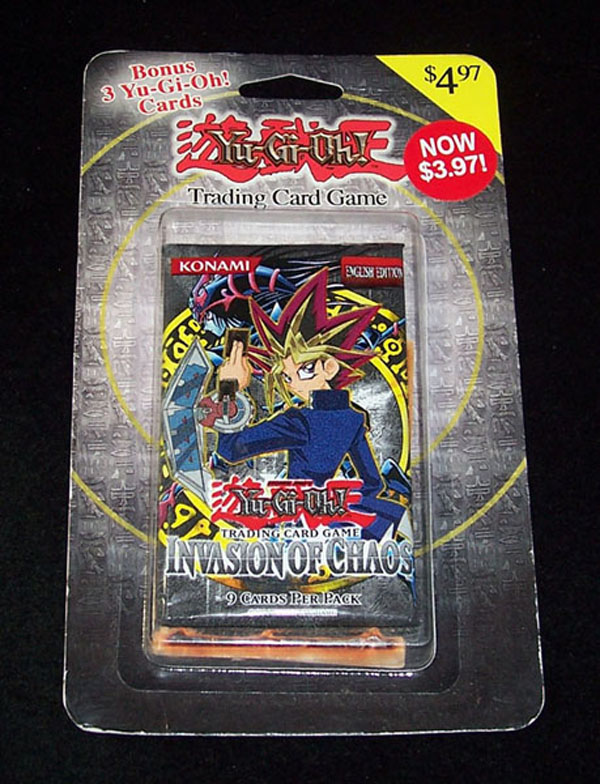 Bonus
3 Yu-Gi-Oh!
Cards
$4.97
Yu-Gi-Oh!
NOW
$3.97!
Trading Card Game
KONAMI
ENGLISH EDITION
Yu-Gi-Oh!
TRADING CARD GAME
INVASION OF CHAOS
9 CARDS PER PACK